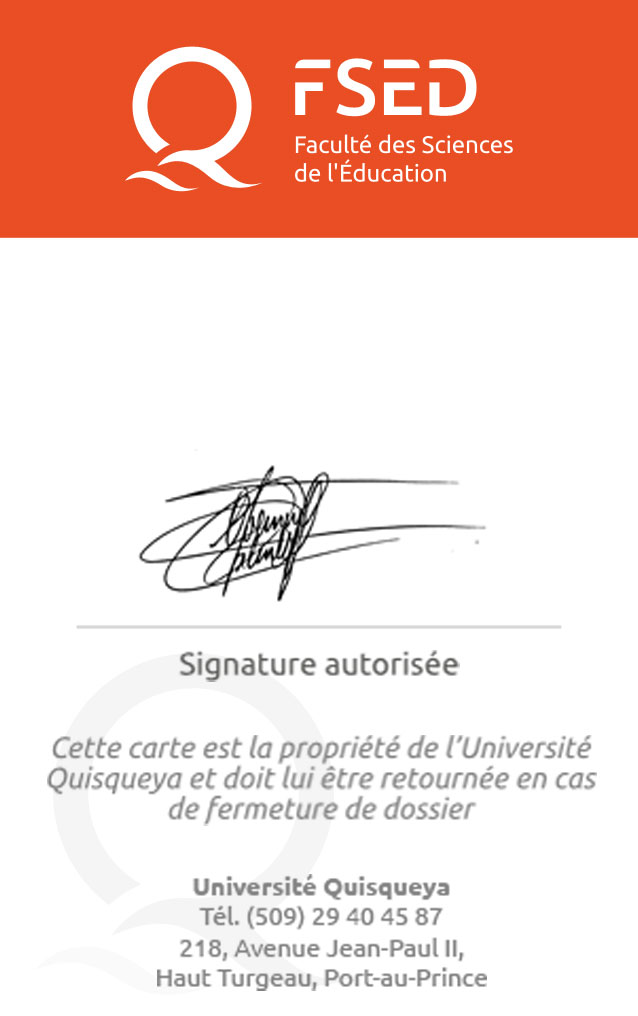 FSED
Faculté des Sciences
de l'Éducation
Signature autorisée
Cette carte est la propriété de l’Université
Quisqueya et doit lui être retournée en cas
de fermeture de dossier
Université Quisqueya
Tél. (509) 29 40 45 87
218, Avenue Jean-Paul II,
Haut Turgeau, Port-au-Prince